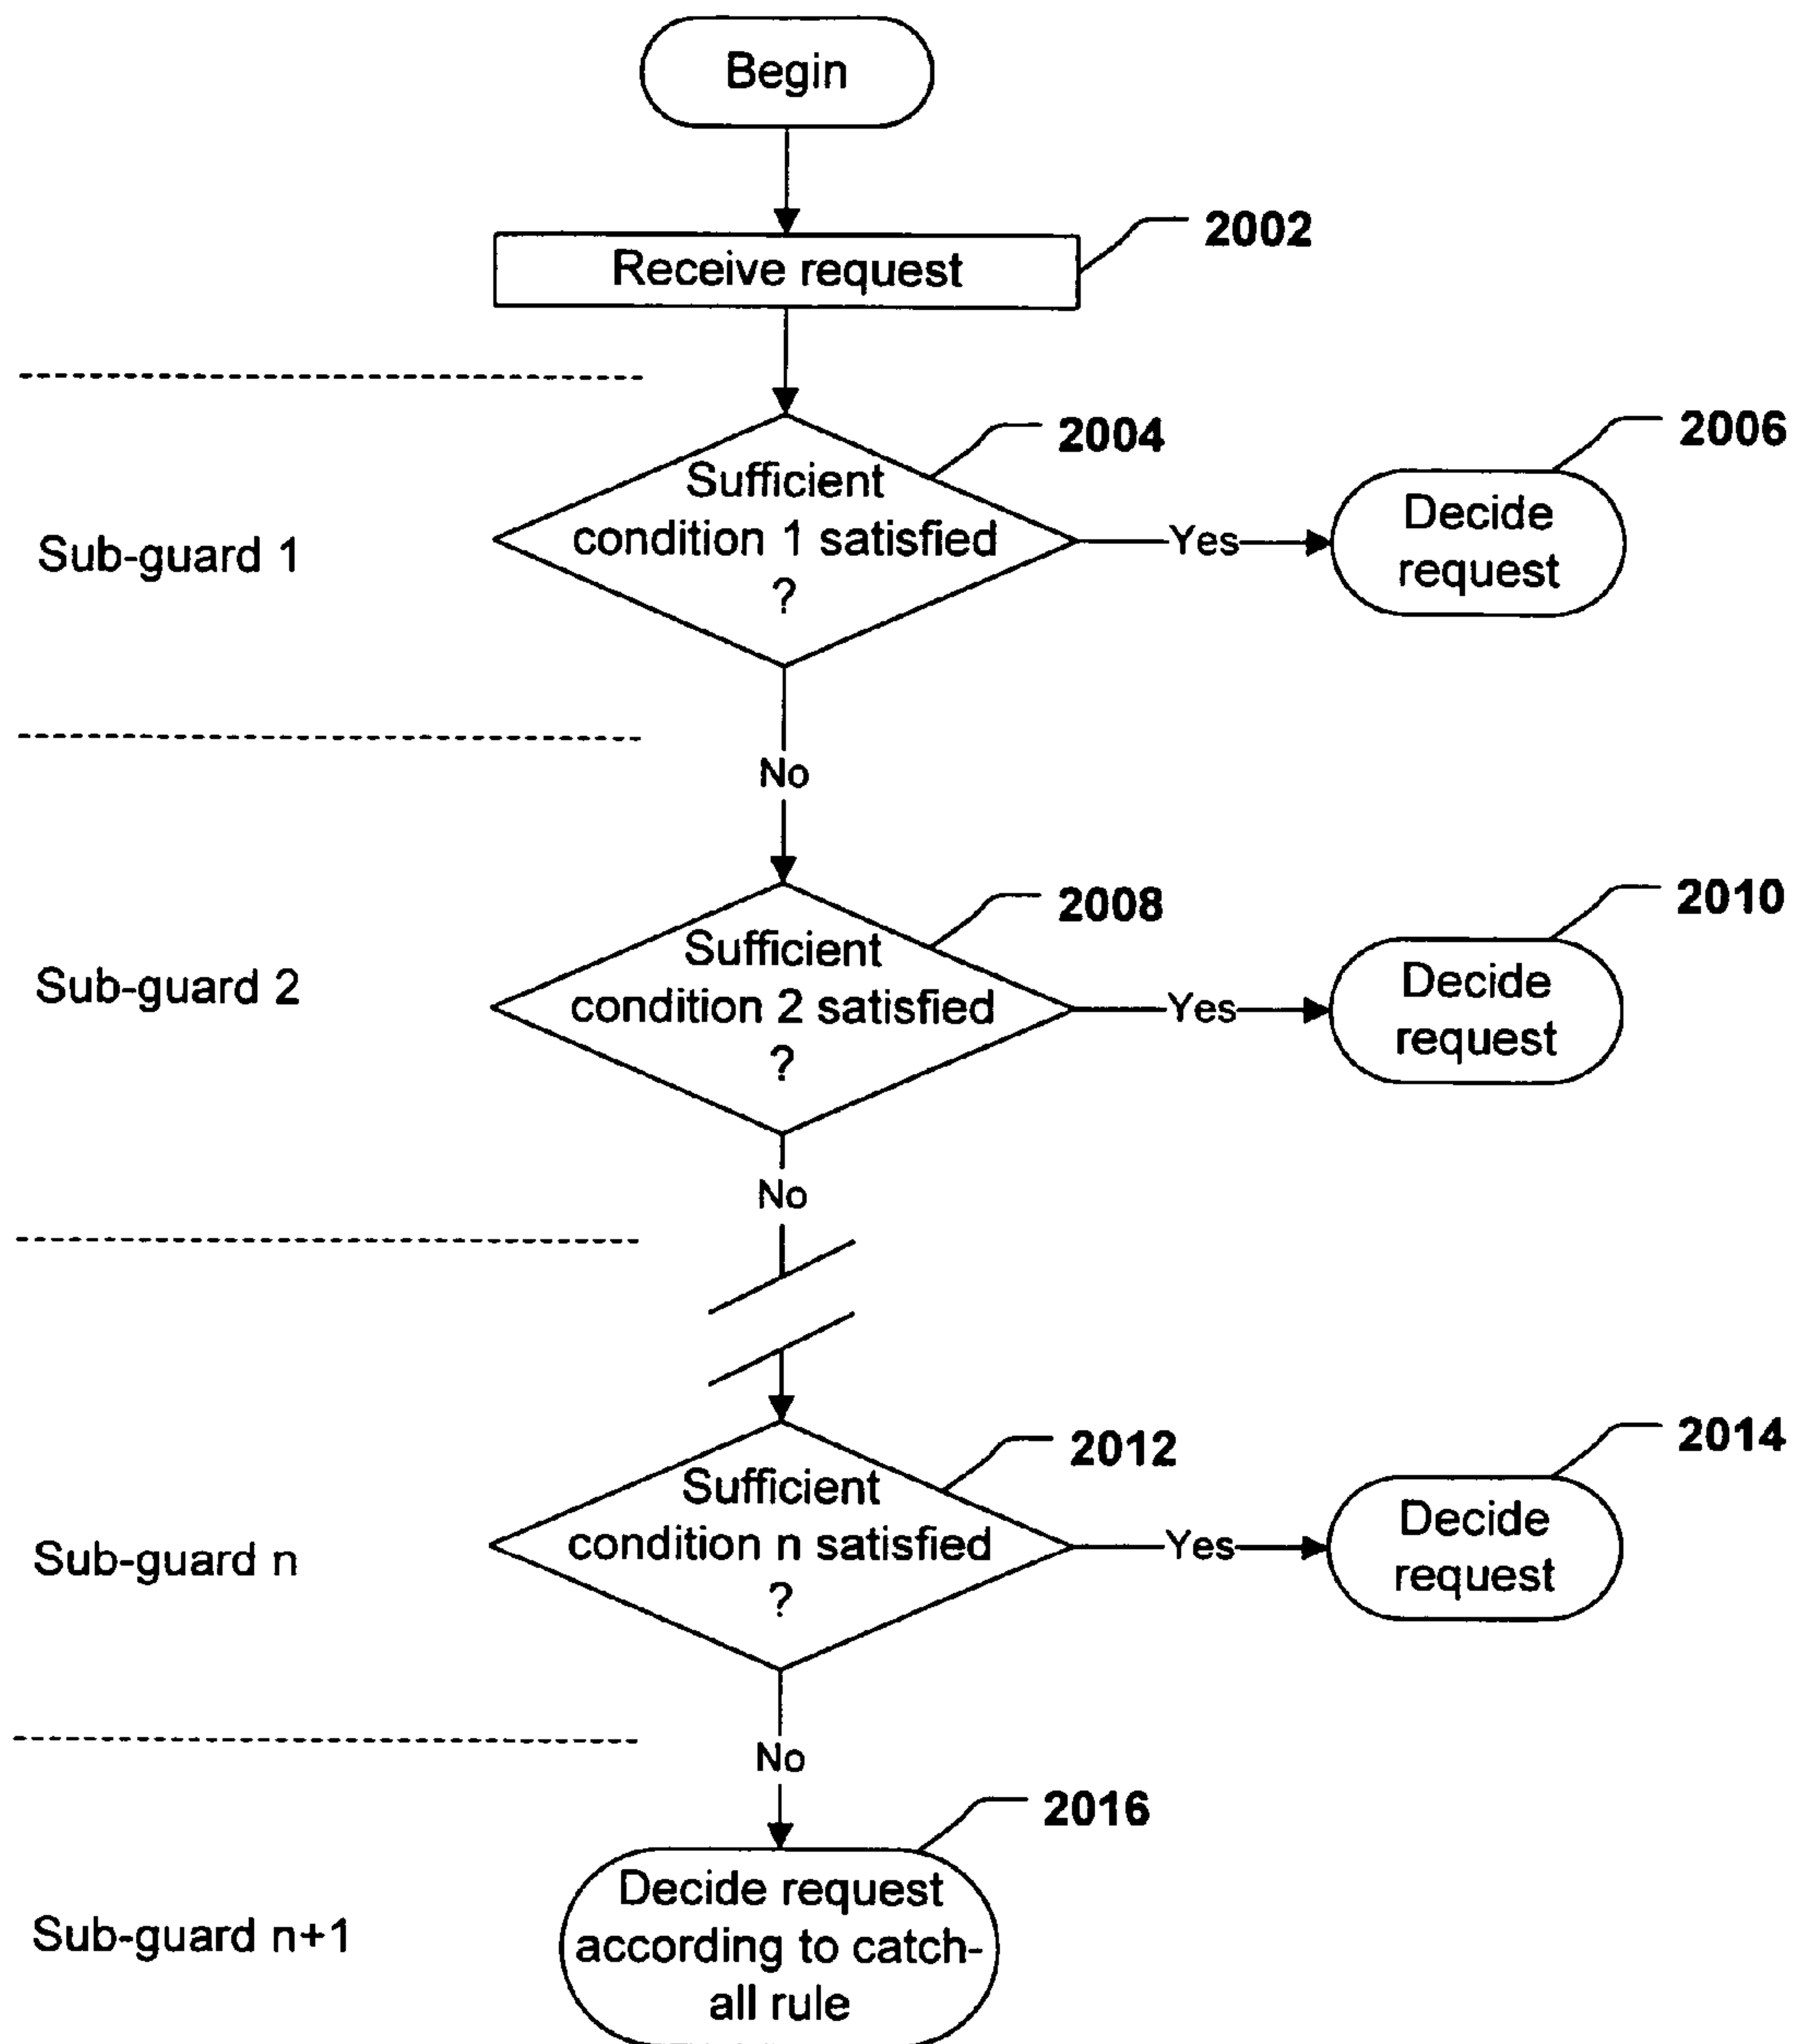 Begin
2002
Receive request
2004
2006
Sufficient
condition 1 satisfied
?
Yes
Decide
request
Sub-guard 1
No
2008
2010
Sufficient
condition 2 satisfied
?
Yes
Decide
request
Sub-guard 2
No
2012
2014
Sufficient
condition n satisfied
?
Yes
Decide
request
Sub-guard n
No
2016
Decide request
according to catch-
all rule
Sub-guard n+1